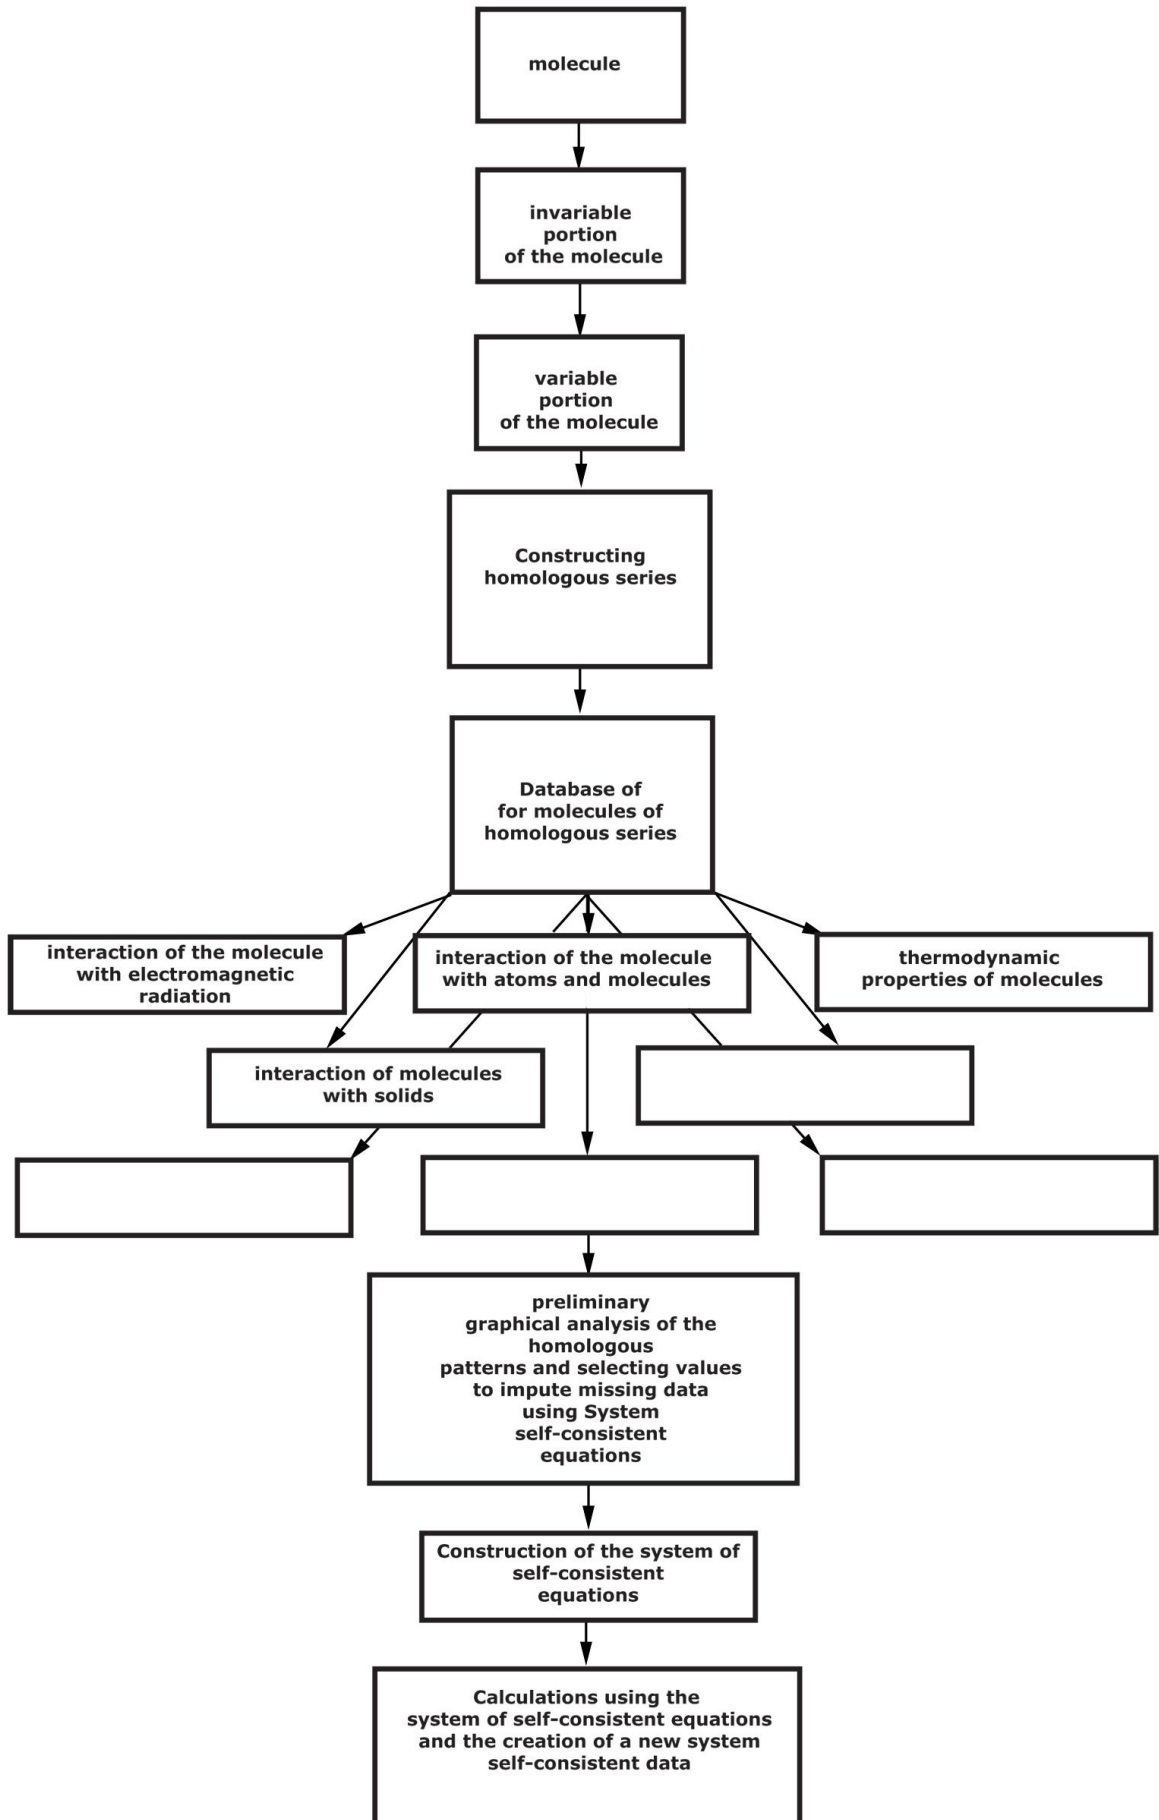 molecule
invariable
portion
of the molecule
variable
portion
of the molecule
Constructing
homologous series
Database of
for molecules of
homologous series
interaction of the molecule
with electromagnetic
radiation
interaction of the molecule
with atoms and molecules
thermodynamic
properties of molecules
interaction of molecules
with solids
preliminary
graphical analysis of the
homologous
patterns and selecting values
to impute missing data
using System
self-consistent
equations
Construction of the system of
self-consistent
equations
Calculations using the
system of self-consistent equations
and the creation of a new system
self-consistent data